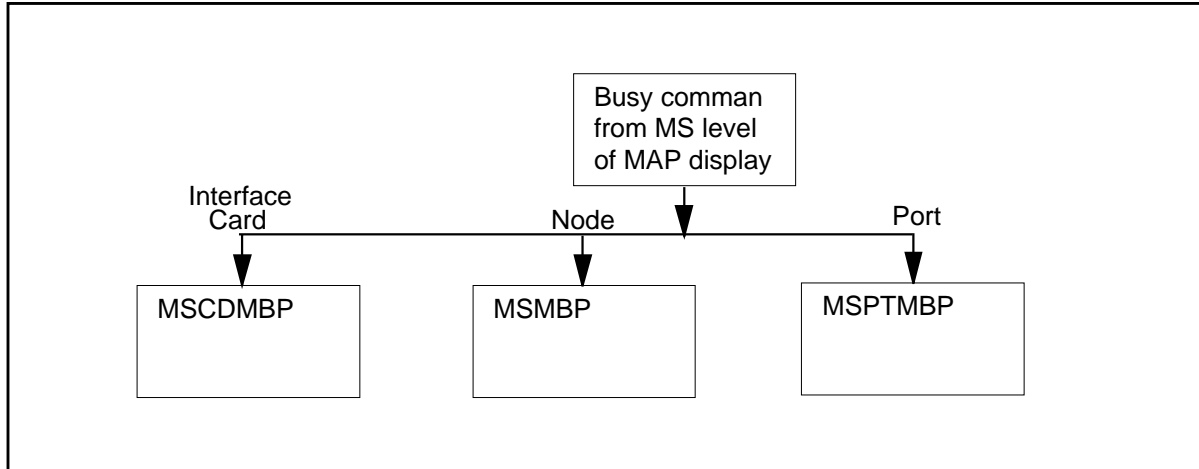 Busy comman
from MS level
of MAP display
Interface
Card
Node
Port
MSCDMBP
MSMBP
MSPTMBP